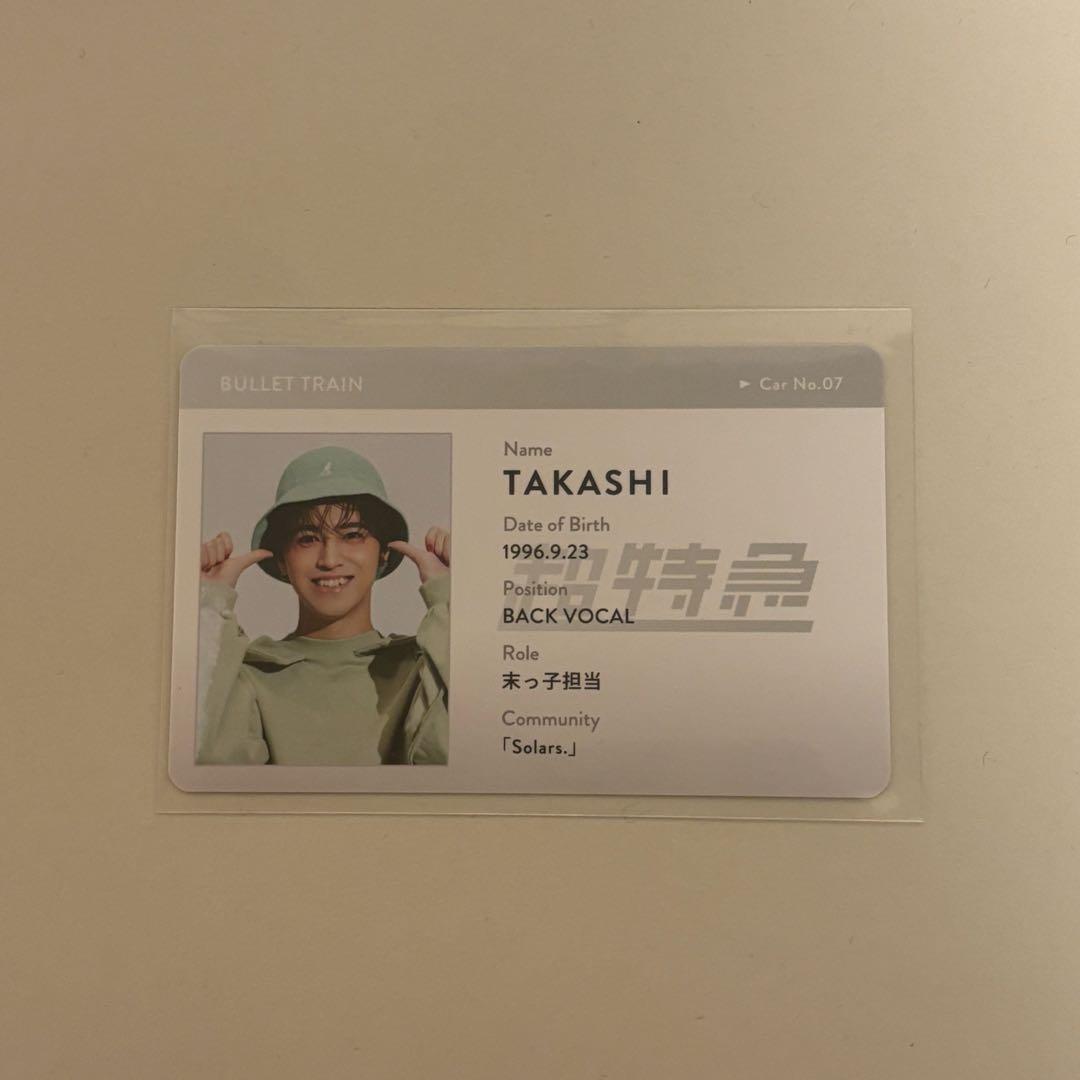 BULLET TRAIN
► Car No.07
Name
TAKASHI
Date of Birth
1996.9.23
超特急
Position
BACK VOCAL
Role
末っ子担当
Community
「Solars.」